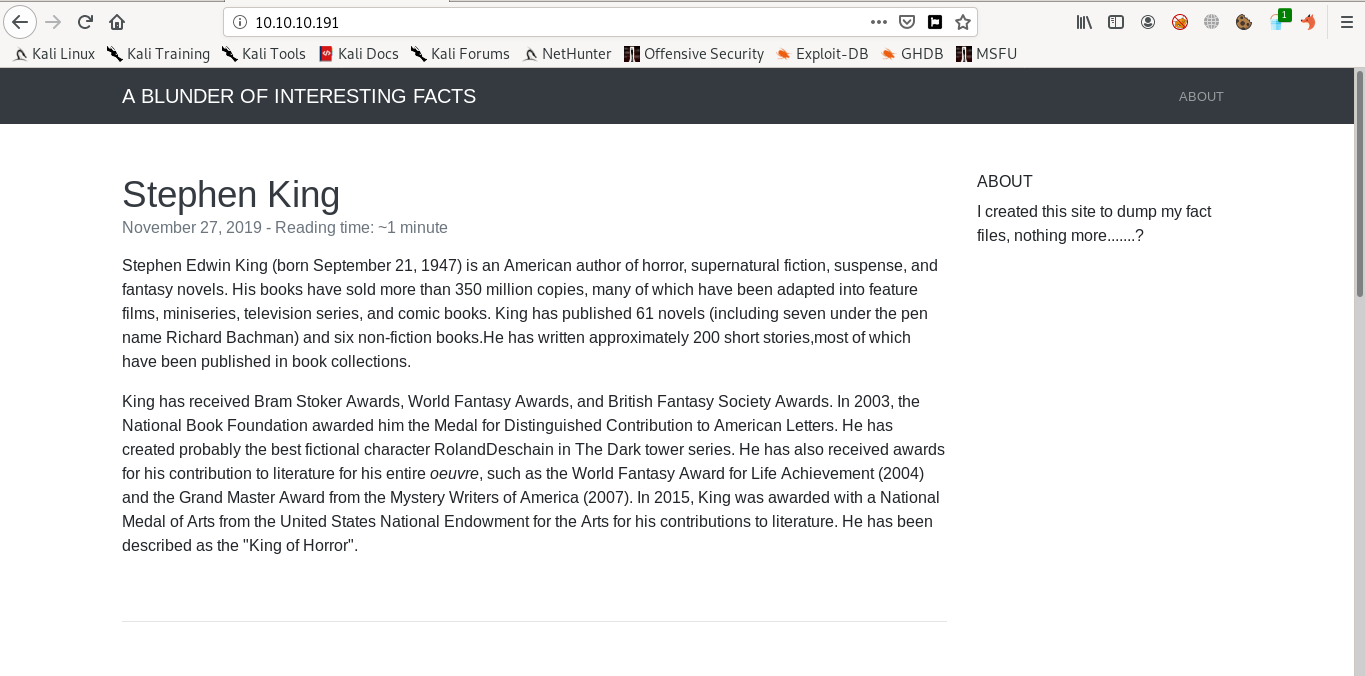 10.10.10.191
1
Kali Linux Kali Training Kali Tools Kali Docs Kali Forums NetHunter Offensive Security Exploit-DB GHDB MSFU
A BLUNDER OF INTERESTING FACTS ABOUT
Stephen King
November 27, 2019 - Reading time: ~1 minute
Stephen Edwin King (born September 21, 1947) is an American author of horror, supernatural fiction, suspense, and
fantasy novels. His books have sold more than 350 million copies, many of which have been adapted into feature
films, miniseries, television series, and comic books. King has published 61 novels (including seven under the pen
name Richard Bachman) and six non-fiction books.He has written approximately 200 short stories,most of which
have been published in book collections.
King has received Bram Stoker Awards, World Fantasy Awards, and British Fantasy Society Awards. In 2003, the
National Book Foundation awarded him the Medal for Distinguished Contribution to American Letters. He has
created probably the best fictional character RolandDeschain in The Dark tower series. He has also received awards
for his contribution to literature for his entire oeuvre, such as the World Fantasy Award for Life Achievement (2004)
and the Grand Master Award from the Mystery Writers of America (2007). In 2015, King was awarded with a National
Medal of Arts from the United States National Endowment for the Arts for his contributions to literature. He has been
described as the "King of Horror".
ABOUT
I created this site to dump my fact
files, nothing more.......?